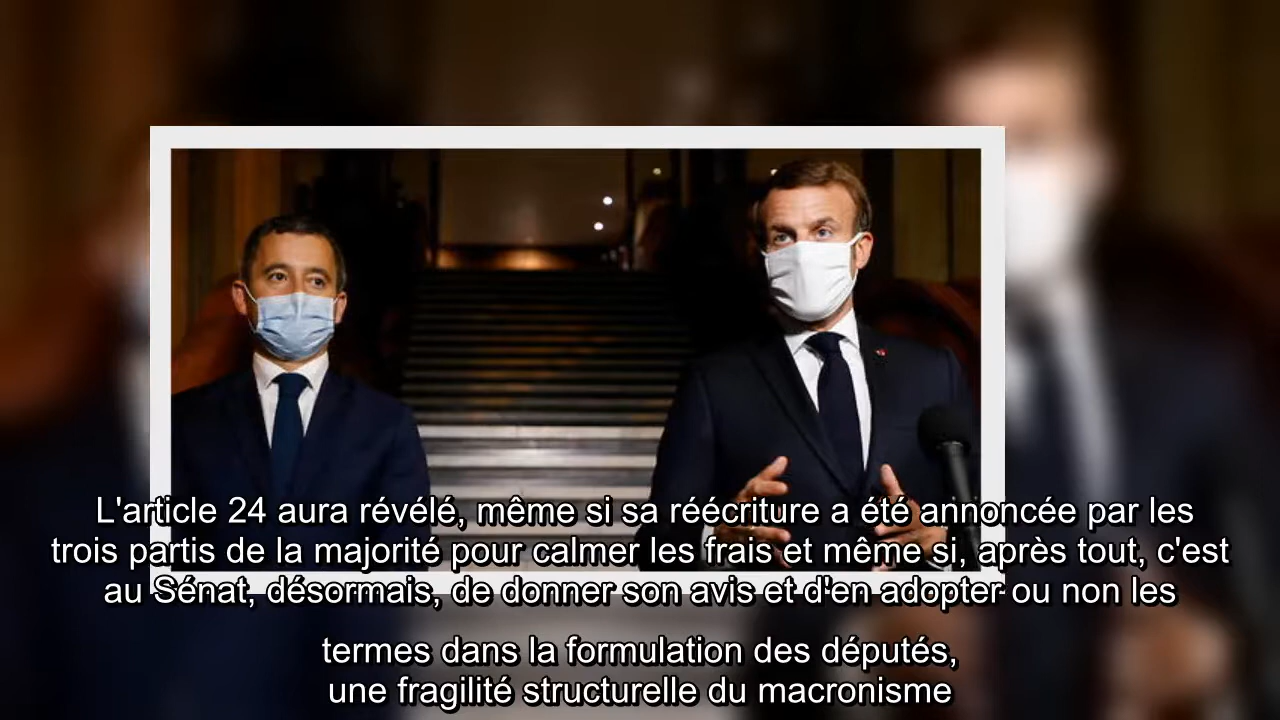 L'article 24 aura révélé, même si sa réécriture a été annoncée par les
trois partis de la majorité pour calmer les frais et même si, après tout, c'est
au Sénat, désormais, de donner son avis et d'en adopter ou non les
termes dans la formulation des députés,
une fragilité structurelle du macronisme